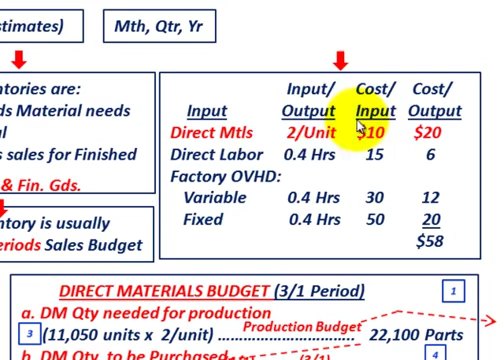 stimates)
Mth, Qtr, Yr
tories are:
ds Material needs
al
s sales for Finished
& Fin. Gds.
ntory is usually
eriods Sales Budget
Input/ Cost/ Cost/
Input Output Input Output
Direct Mtls 2/Unit $10 $20
Direct Labor 0.4 Hrs 15 6
Factory OVHD:
Variable 0.4 Hrs 30 12
Fixed 0.4 Hrs 50 20
$58
DIRECT MATERIALS BUDGET (3/1 Period) 1
a. DM Qty needed for production
Production Budget
3 (11,050 units x 2/unit) ............................ 22,100 Parts
b. DM Qty. to be Purchased 4